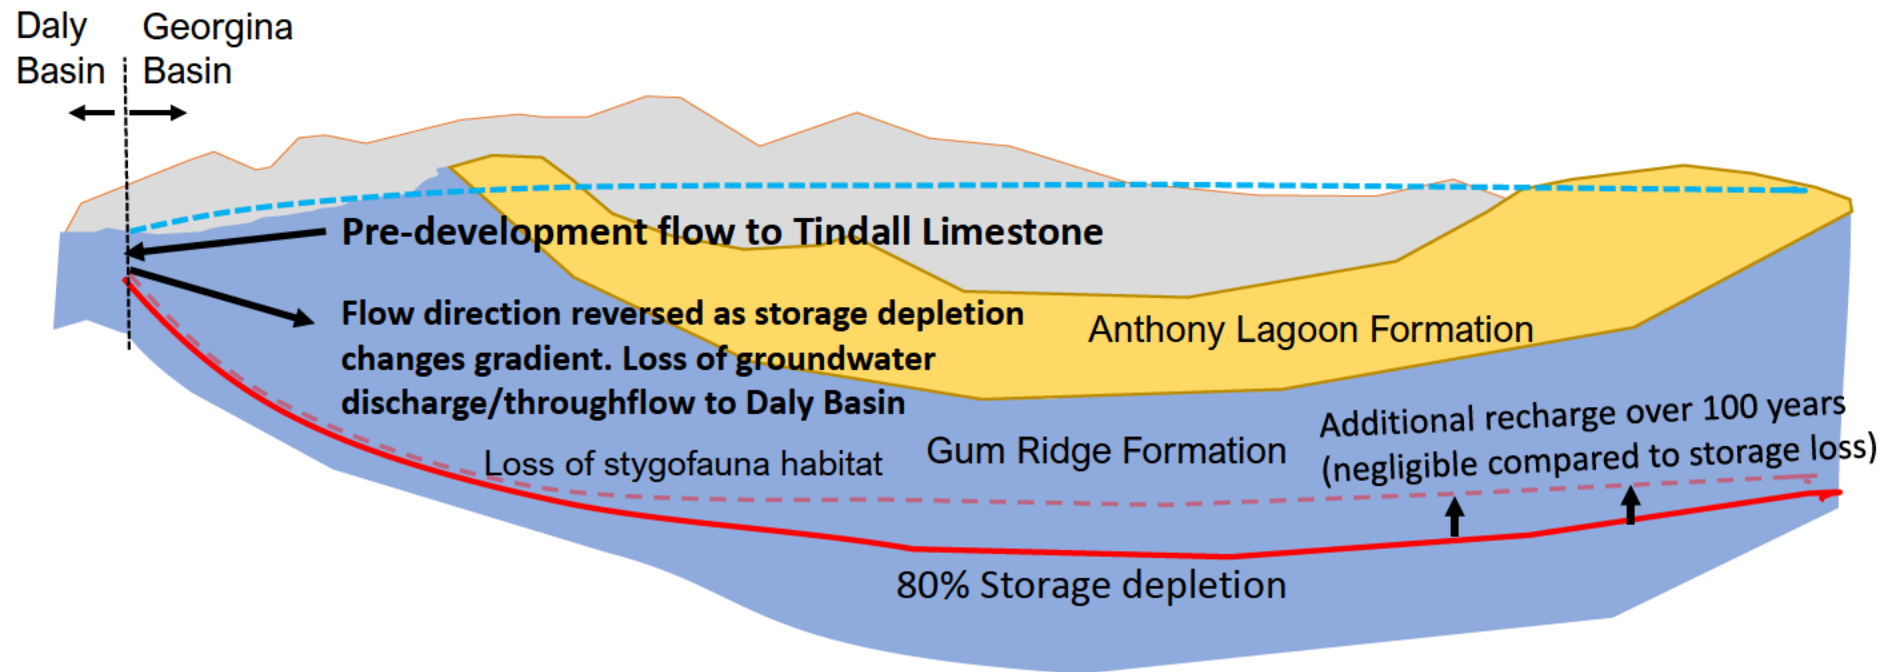 Daly
Basin
Georgina
Basin
Pre-development flow to Tindall Limestone
Flow direction reversed as storage depletion
changes gradient. Loss of groundwater
discharge/throughflow to Daly Basin
Anthony Lagoon Formation
Additional recharge over 100 years
(negligible compared to storage loss)
Gum Ridge Formation
Loss of stygofauna habitat
80% Storage depletion